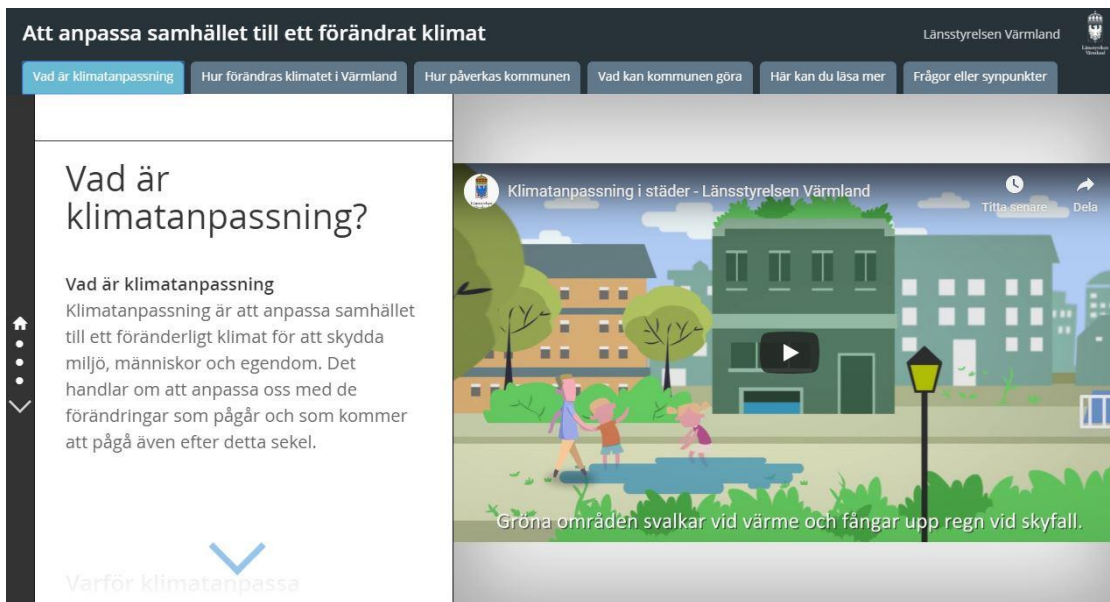 Att anpassa samhället till ett förändrat klimat
Länsstyrelsen Värmland
Länsstyrelsen
Värmland
Vad är klimatanpassning
Hur förändras klimatet i Värmland
Hur påverkas kommunen
Vad kan kommunen göra
Här kan du läsa mer
Frågor eller synpunkter
Vad är
klimatanpassning?
Vad är klimatanpassning
Klimatanpassning är att anpassa samhället
till ett föränderligt klimat för att skydda
miljö, människor och egendom. Det
handlar om att anpassa oss med de
förändringar som pågår och som kommer
att pågå även efter detta sekel.
Varför klimatanpassa
Klimatanpassning i städer - Länsstyrelsen Värmland
Titta senare
Dela
Gröna områden svalkar vid värme och fångar upp regn vid skyfall.